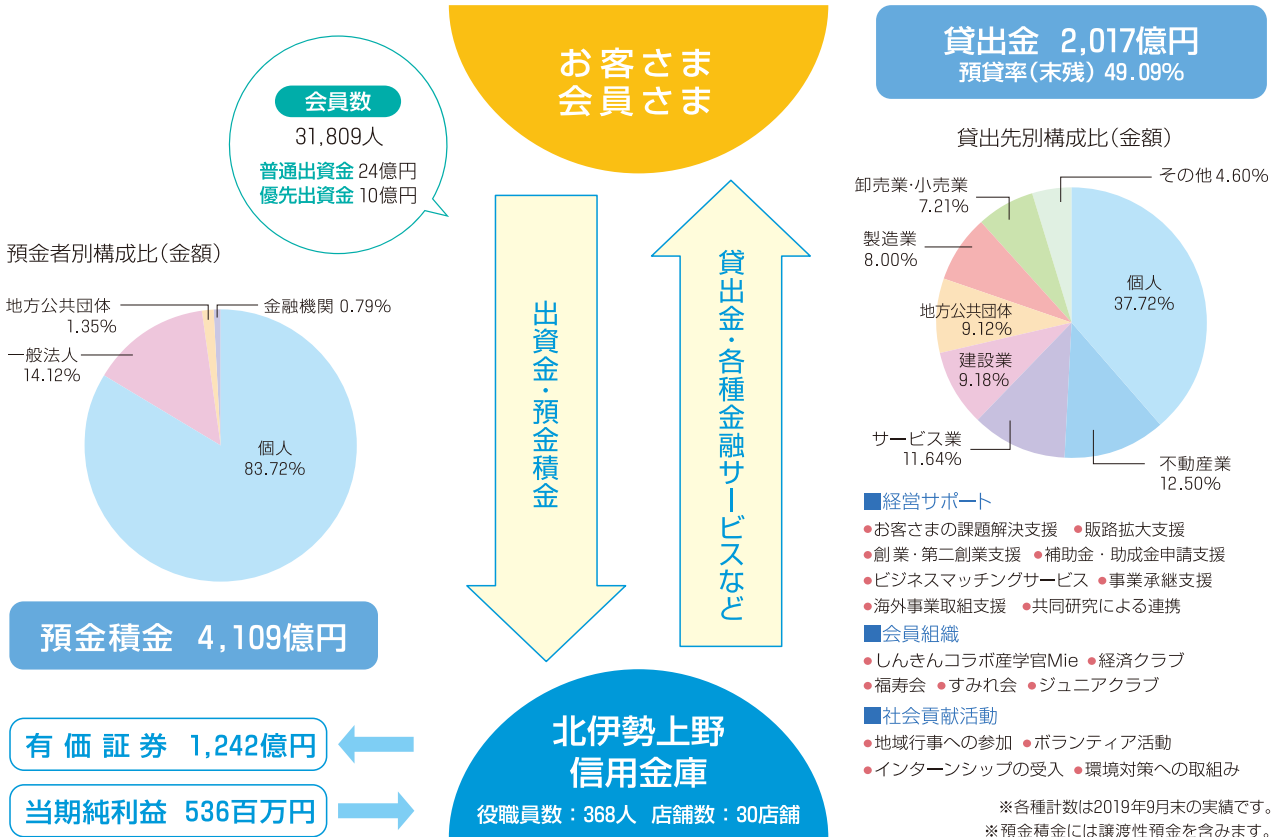 お客さま
会員さま
会員数
31,809人
普通出資金 24億円
優先出資金 10億円
預金者別構成比(金額)
地方公共団体
1.35%
金融機関 0.79%
一般法人
14.12%
個人
83.72%
預金積金 4,109億円
有価証券 1,242億円
当期純利益 536百万円
出資金・預金積金
貸出金・各種金融サービスなど
北伊勢上野
信用金庫
役職員数：368人 店舗数：30店舗
貸出金 2,017億円
預貸率(末残) 49.09%
貸出先別構成比(金額)
その他 4.60%
卸売業・小売業
7.21%
製造業
8.00%
地方公共団体
9.12%
建設業
9.18%
サービス業
11.64%
不動産業
12.50%
個人
37.72%
■経営サポート
●お客さまの課題解決支援 ●販路拡大支援
●創業・第二創業支援 ●補助金・助成金申請支援
●ビジネスマッチングサービス ●事業承継支援
●海外事業取組支援 ●共同研究による連携
■会員組織
●しんきんコラボ産学官Mie ●経済クラブ
●福寿会 ●すみれ会 ●ジュニアクラブ
■社会貢献活動
●地域行事への参加 ●ボランティア活動
●インターンシップの受入 ●環境対策への取組み
※各種計数は2019年9月末の実績です。
※預金積金には譲渡性預金を含みます。